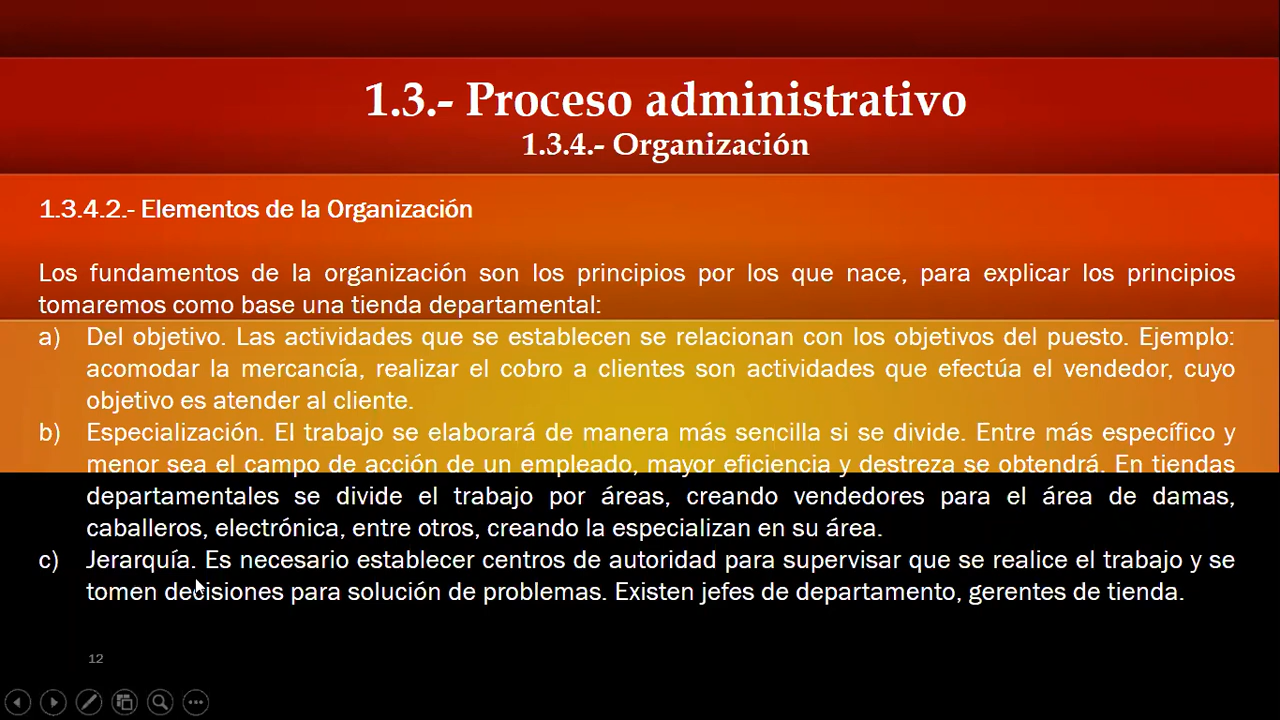 1.3.- Proceso administrativo
1.3.4.- Organización
1.3.4.2.- Elementos de la Organización
Los fundamentos de la organización son los principios por los que nace, para explicar los principios
tomaremos como base una tienda departamental:
a) Del objetivo. Las actividades que se establecen se relacionan con los objetivos del puesto. Ejemplo:
acomodar la mercancía, realizar el cobro a clientes son actividades que efectúa el vendedor, cuyo
objetivo es atender al cliente.
b) Especialización. El trabajo se elaborará de manera más sencilla si se divide. Entre más específico y
menor sea el campo de acción de un empleado, mayor eficiencia y destreza se obtendrá. En tiendas
departamentales se divide el trabajo por áreas, creando vendedores para el área de damas,
caballeros, electrónica, entre otros, creando la especializan en su área.
c) Jerarquía. Es necesario establecer centros de autoridad para supervisar que se realice el trabajo y se
tomen decisiones para solución de problemas. Existen jefes de departamento, gerentes de tienda.
12